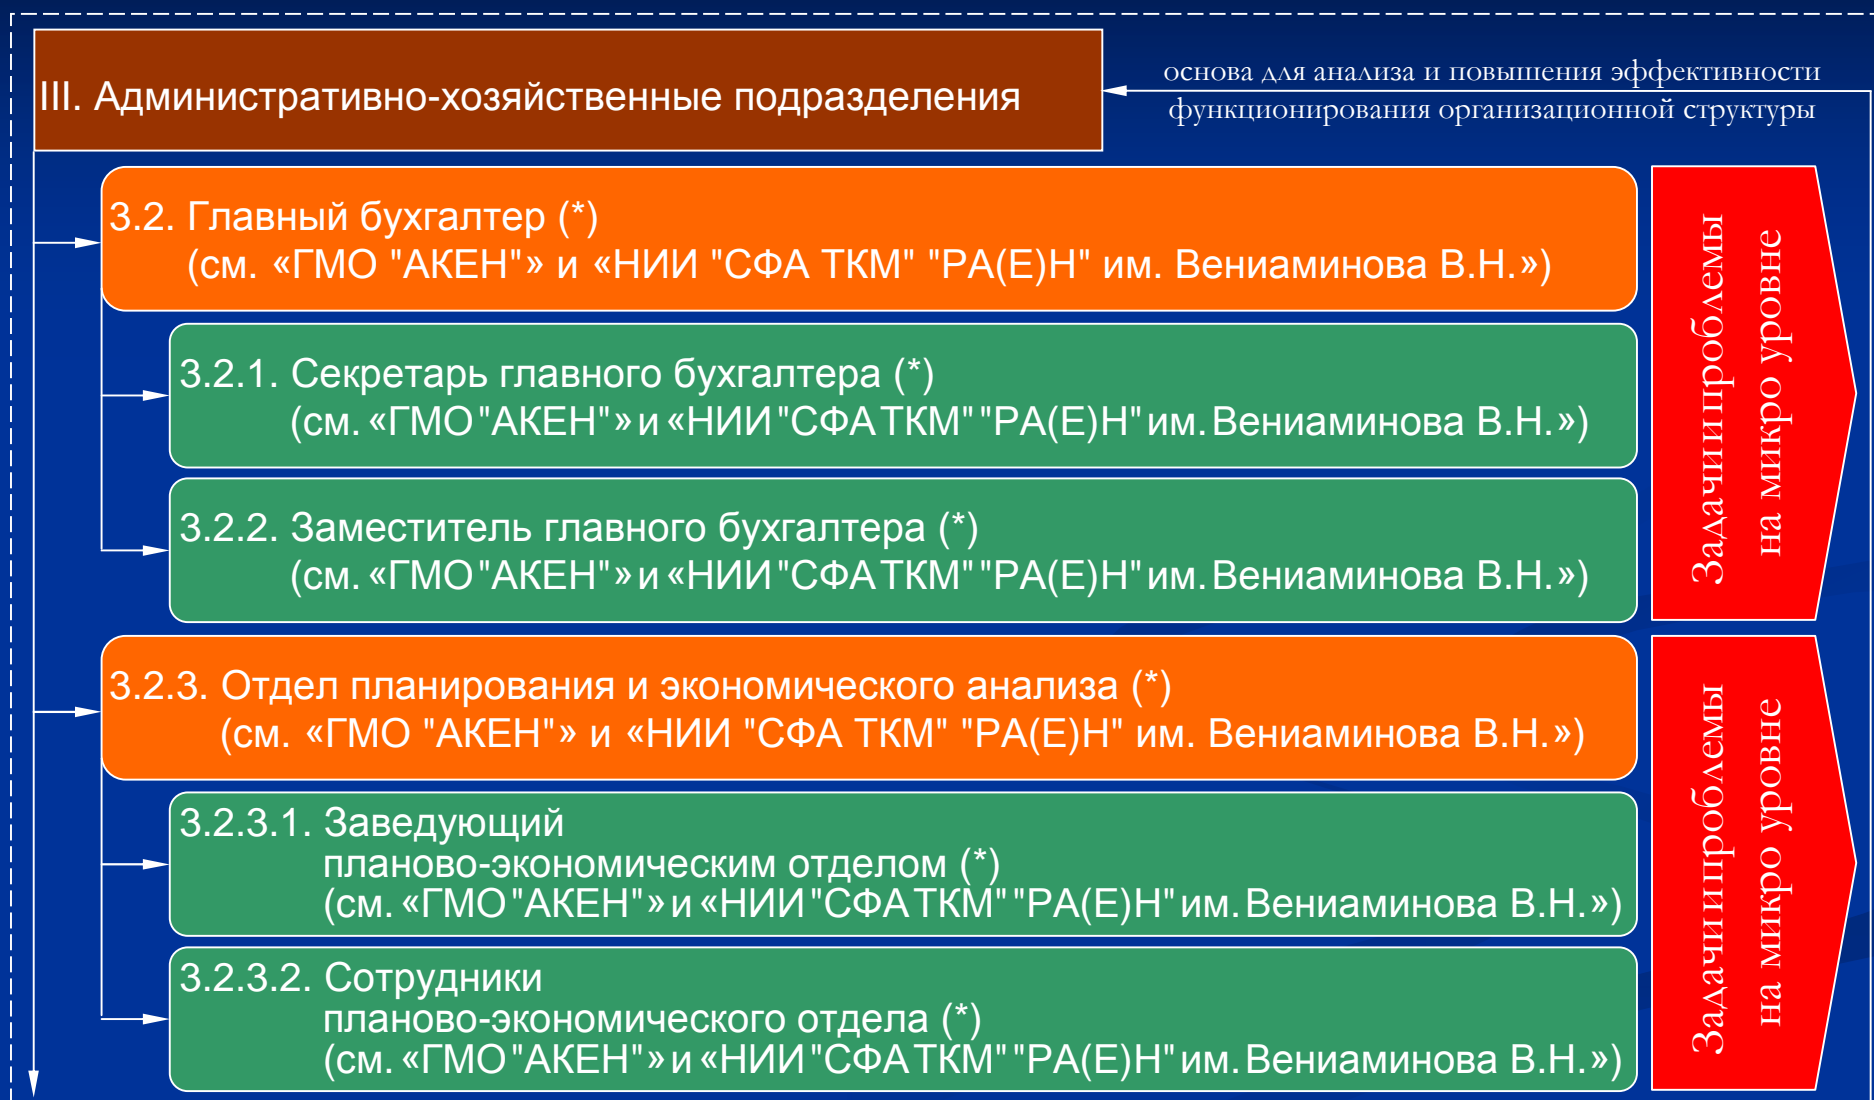 III. Административно-хозяйственные подразделения
основа для анализа и повышения эффективности
функционирования организационной структуры
3.2. Главный бухгалтер (*)
(см. «ГМО "АКЕН"» и «НИИ "СФА ТКМ" "РА(Е)Н" им. Вениаминова В.Н.»)
3.2.1. Секретарь главного бухгалтера (*)
(см. «ГМО "АКЕН"» и «НИИ "СФА ТКМ" "РА(Е)Н" им. Вениаминова В.Н.»)
3.2.2. Заместитель главного бухгалтера (*)
(см. «ГМО "АКЕН"» и «НИИ "СФА ТКМ" "РА(Е)Н" им. Вениаминова В.Н.»)
Задачи и проблемы
на микро уровне
3.2.3. Отдел планирования и экономического анализа (*)
(см. «ГМО "АКЕН"» и «НИИ "СФА ТКМ" "РА(Е)Н" им. Вениаминова В.Н.»)
3.2.3.1. Заведующий
планово-экономическим отделом (*)
(см. «ГМО "АКЕН"» и «НИИ "СФА ТКМ" "РА(Е)Н" им. Вениаминова В.Н.»)
3.2.3.2. Сотрудники
планово-экономического отдела (*)
(см. «ГМО "АКЕН"» и «НИИ "СФА ТКМ" "РА(Е)Н" им. Вениаминова В.Н.»)
Задачи и проблемы
на микро уровне